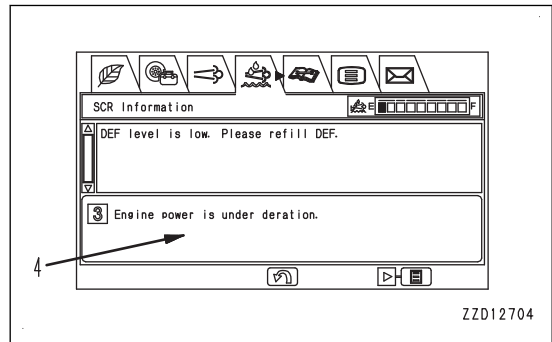 SCR Information
E F
DEF level is low. Please refill DEF.
3 Engine power is under deration.
4
ZZD12704